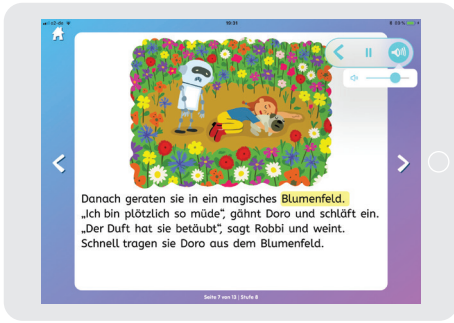 10:31
Danach geraten sie in ein magisches Blumenfeld.
„Ich bin plötzlich so müde“, gähnt Doro und schläft ein.
„Der Duft hat sie betäubt“, sagt Robbi und weint.
Schnell tragen sie Doro aus dem Blumenfeld.
Seite 7 von 13 | Stufe 8